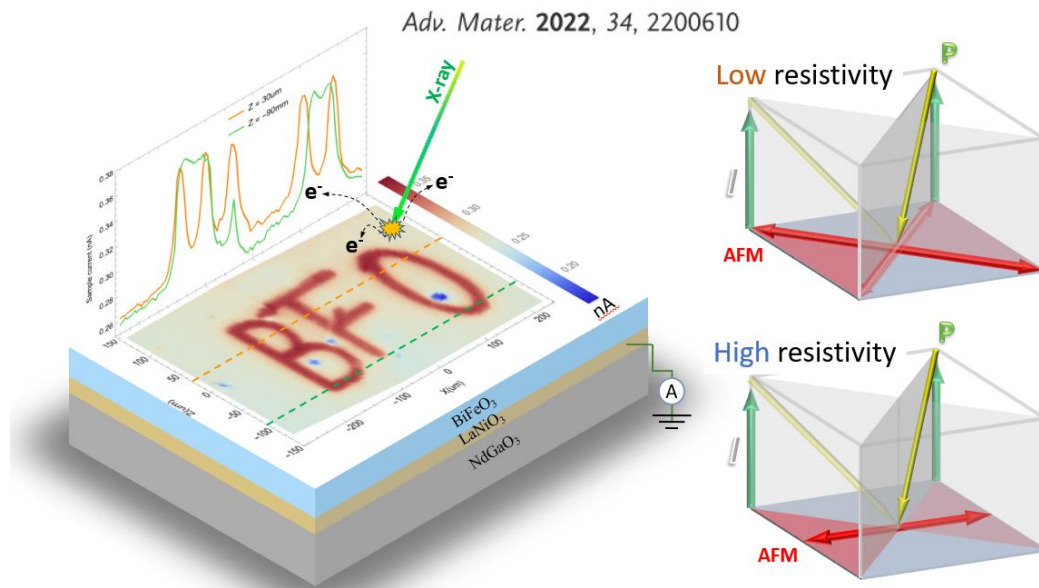 Adv. Mater. 2022, 34, 2200610
Low resistivity
P
l
AFM
High resistivity
P
l
AFM
X-ray
e-
e-
e-
Z = 30um
Z = -90mm
Sample current (nA)
0.38
0.36
0.34
0.32
0.30
0.28
0.26
0.35
0.30
0.25
0.20
nA
BFO
150
100
50
0
-50
-100
-150
Z(um)
-200
-100
0
100
200
X(um)
A
BiFeO3
LaNiO3
NdGaO3